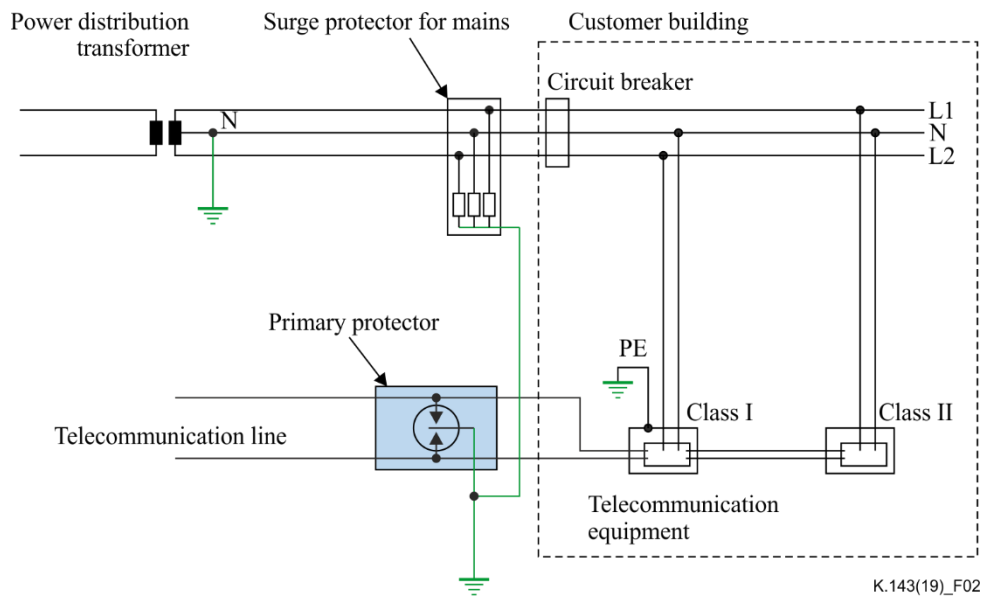 Power distribution
transformer
Surge protector for mains
Customer building
Circuit breaker
N
L1
N
L2
Primary protector
PE
Class I
Class II
Telecommunication line
Telecommunication
equipment
K.143(19)_F02